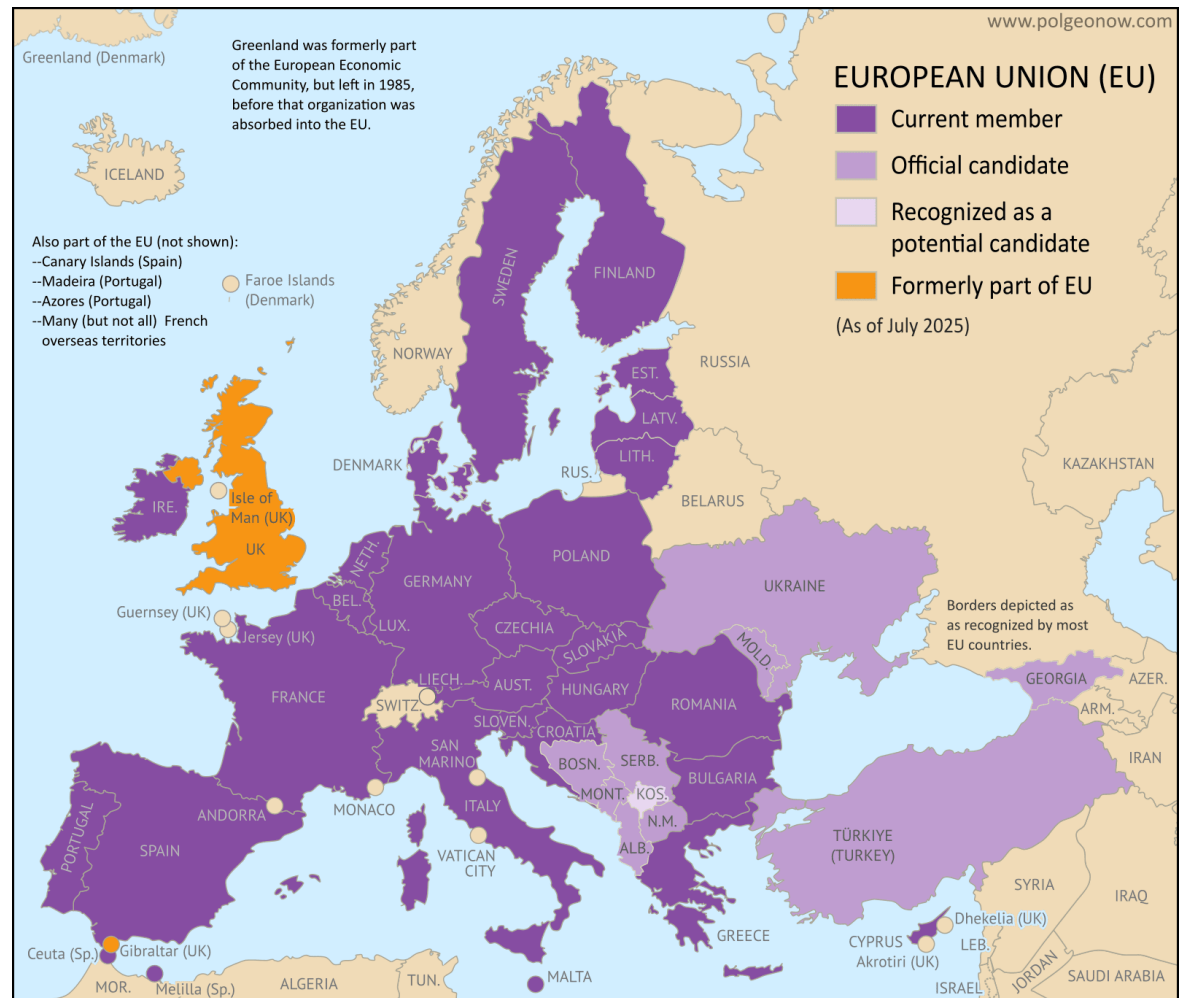 www.polgeonow.com
Greenland (Denmark)
Greenland was formerly part
of the European Economic
Community, but left in 1985,
before that organization was
absorbed into the EU.
EUROPEAN UNION (EU)
Current member
Official candidate
Recognized as a
potential candidate
Formerly part of EU
(As of July 2025)
ICELAND
Also part of the EU (not shown):
--Canary Islands (Spain)
--Madeira (Portugal)
--Azores (Portugal)
--Many (but not all) French
overseas territories
Faroe Islands
(Denmark)
SWEDEN
FINLAND
NORWAY
RUSSIA
EST.
LATV.
LITH.
RUS.
DENMARK
BELARUS
KAZAKHSTAN
IRE.
Isle of
Man (UK)
UK
NETH.
BEL.
LUX.
GERMANY
POLAND
UKRAINE
Guernsey (UK)
Jersey (UK)
CZECHIA
SLOVAKIA
MOLD.
Borders depicted as
as recognized by most
EU countries.
FRANCE
LIECH.
SWITZ.
AUST.
HUNGARY
ROMANIA
GEORGIA
AZER.
ARM.
SLOVEN.
CROATIA
SAN
MARINO
BOSN.
SERB.
IRAN
MONACO
ANDORRA
ITALY
MONT.
KOS.
BULGARIA
N.M.
ALB.
PORTUGAL
SPAIN
VATICAN
CITY
TÜRKIYE
(TURKEY)
SYRIA
IRAQ
GREECE
CYPRUS
Dhekelia (UK)
Akrotiri (UK)
LEB.
Ceuta (Sp.)
Gibraltar (UK)
MOR.
Melilla (Sp.)
ALGERIA
TUN.
MALTA
ISRAEL
JORDAN
SAUDI ARABIA